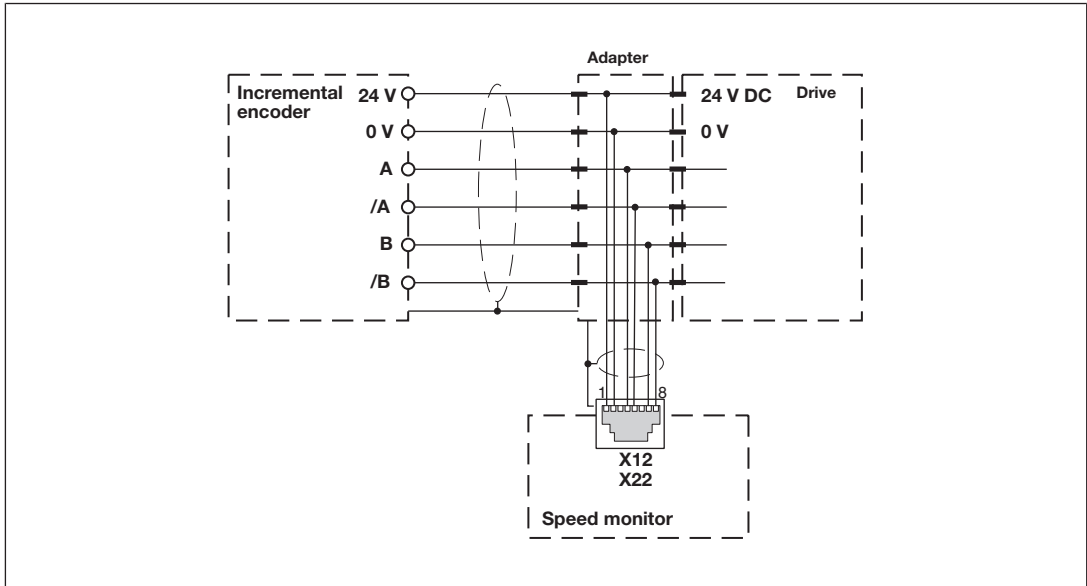 Adapter
Incremental
encoder
24 V
0 V
A
/A
B
/B
24 V DC
Drive
0 V
1
8
X12
X22
Speed monitor